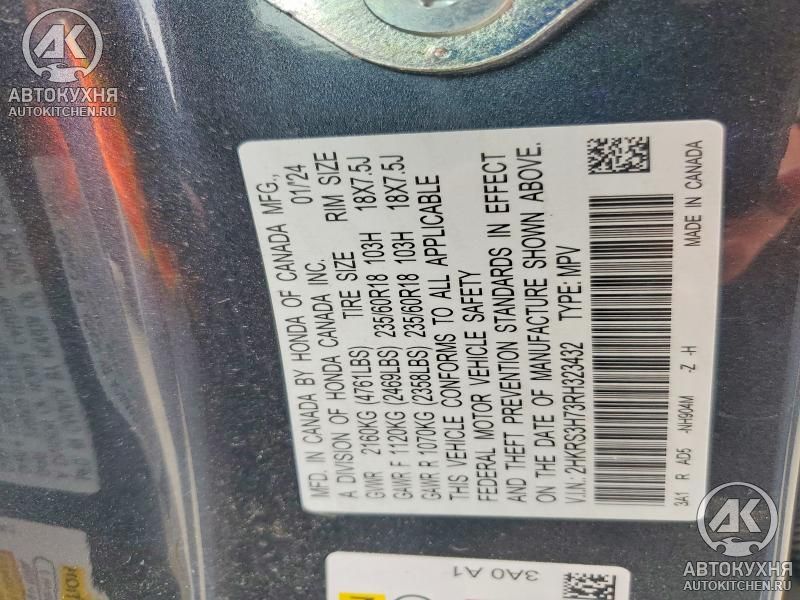 АВТОКУХНЯ
AUTOKITCHEN.RU
MFD. IN CANADA BY HONDA OF CANADA MFG.,
A DIVISION OF HONDA CANADA INC. 01/24
GVWR 2160KG (4761LBS) TIRE SIZE RIM SIZE
GAWR F 1120KG (2469LBS) 235/60R18 103H 18X7.5J
GAWR R 1070KG (2358LBS) 235/60R18 103H 18X7.5J
THIS VEHICLE CONFORMS TO ALL APPLICABLE
FEDERAL MOTOR VEHICLE SAFETY
AND THEFT PREVENTION STANDARDS IN EFFECT
ON THE DATE OF MANUFACTURE SHOWN ABOVE.
V.I.N.: 2HKRS3H73RH323432 TYPE: MPV
3A1 R AD5 -NH904M -Z -H MADE IN CANADA
3A0 A1
АК
АВТОКУХНЯ
AUTOKITCHEN.RU